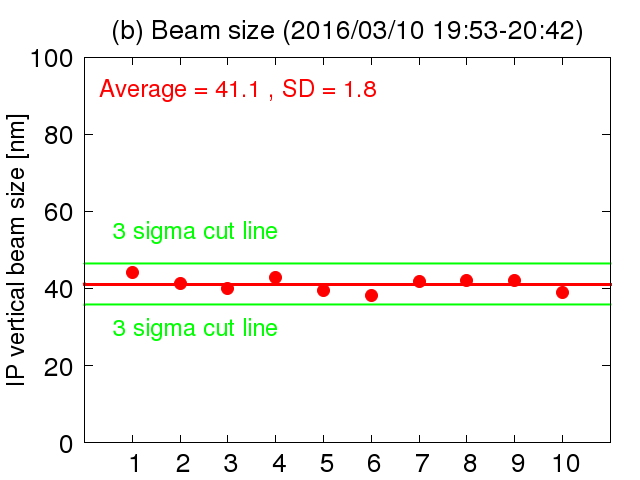 (b) Beam size (2016/03/10 19:53-20:42)
IP vertical beam size [nm]
100
80
60
40
20
0
Average = 41.1 , SD = 1.8
3 sigma cut line
3 sigma cut line
1 2 3 4 5 6 7 8 9 10